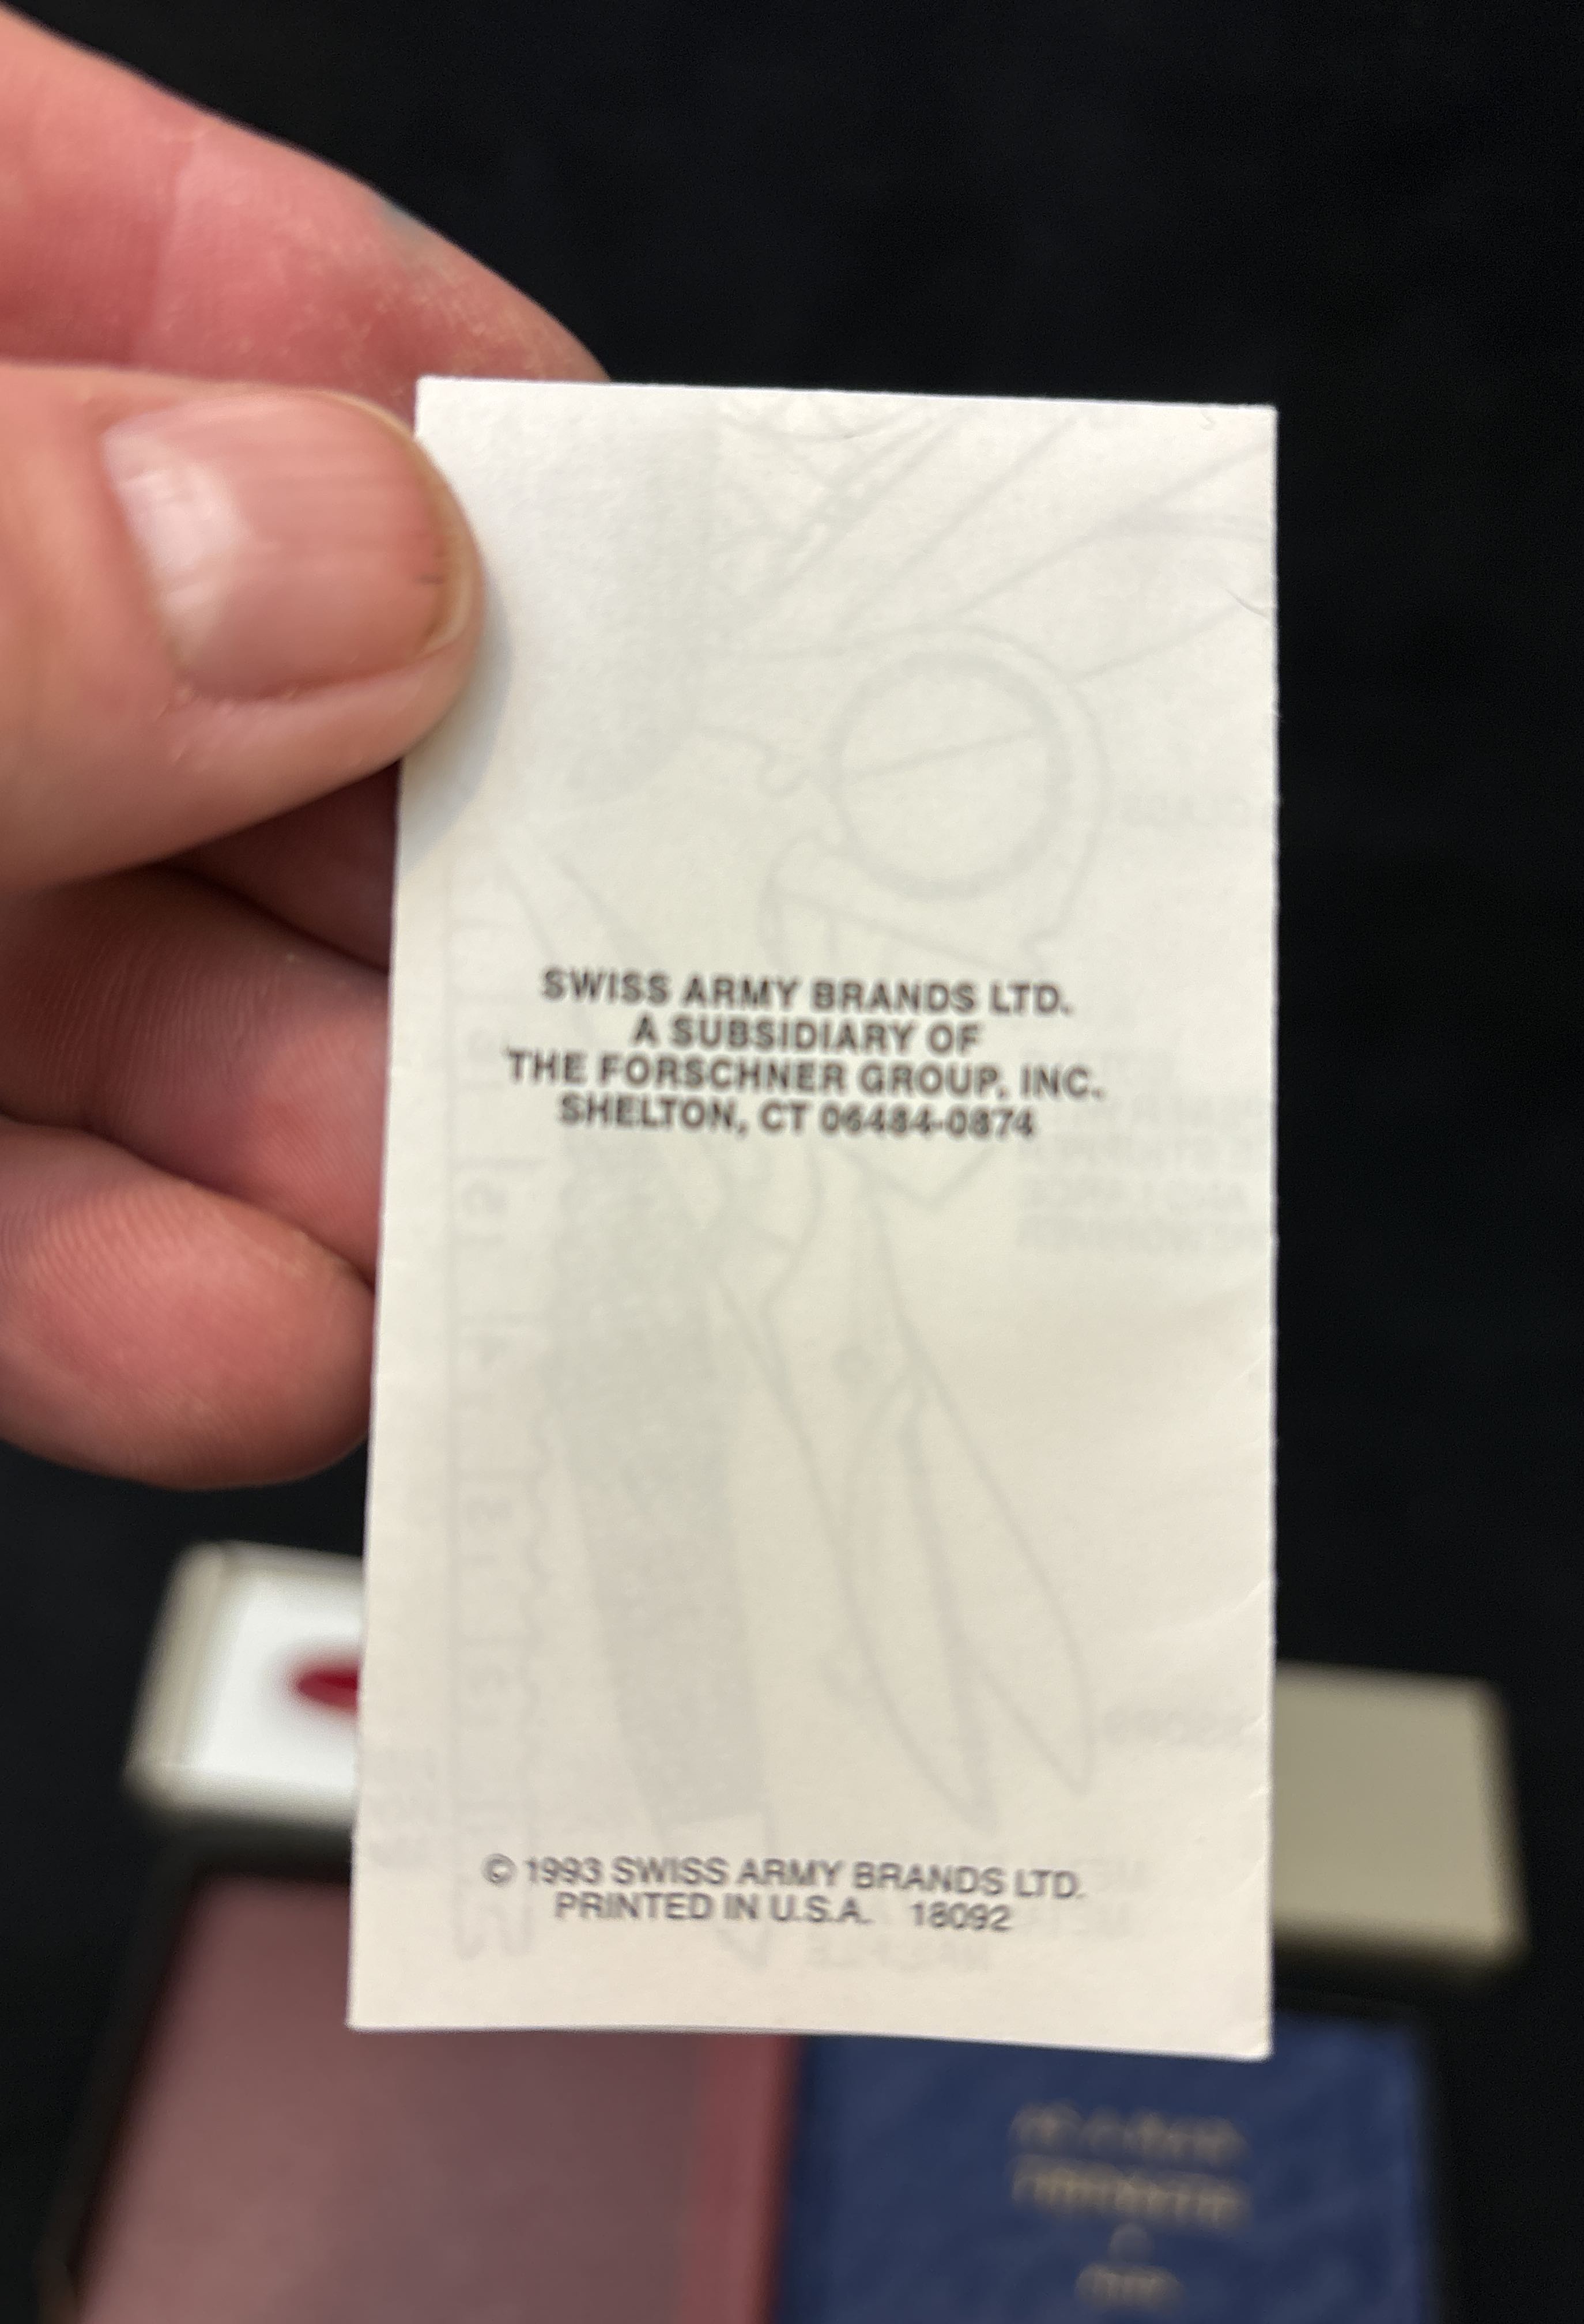 SWISS ARMY BRANDS LTD.
A SUBSIDIARY OF
THE FORSCHNER GROUP, INC.
SHELTON, CT 06484-0874
© 1993 SWISS ARMY BRANDS LTD.
PRINTED IN U.S.A. 18092